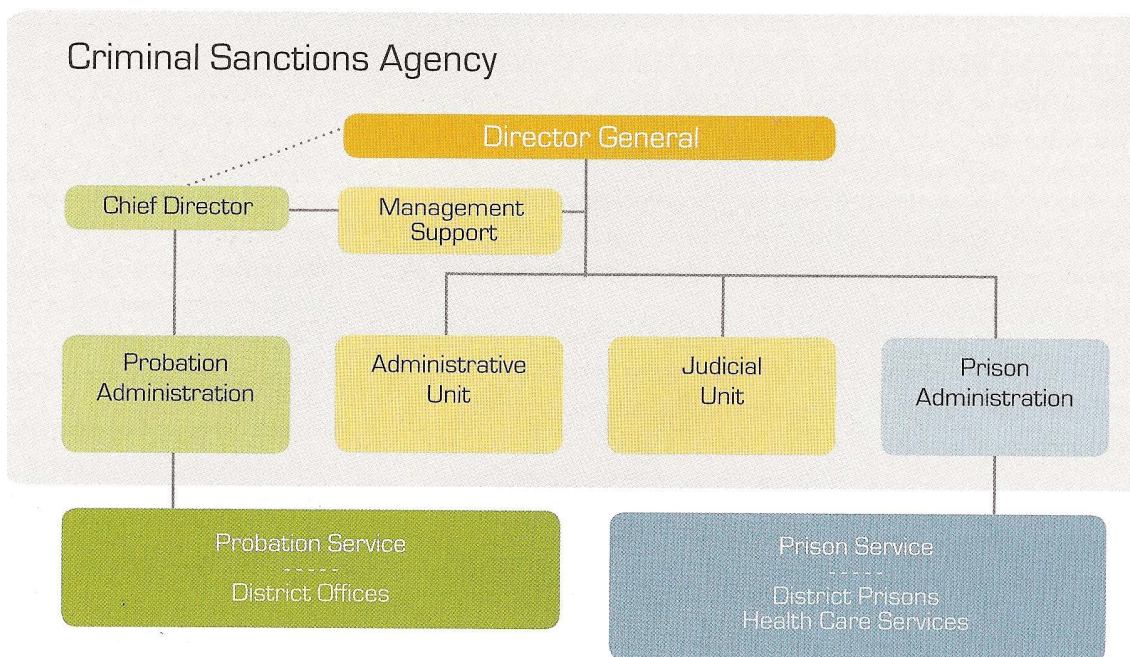 Criminal Sanctions Agency
Director General
Chief Director
Management
Support
Probation
Administration
Administrative
Unit
Judicial
Unit
Prison
Administration
Probation Service
-----
District Offices
Prison Service
-----
District Prisons
Health Care Services